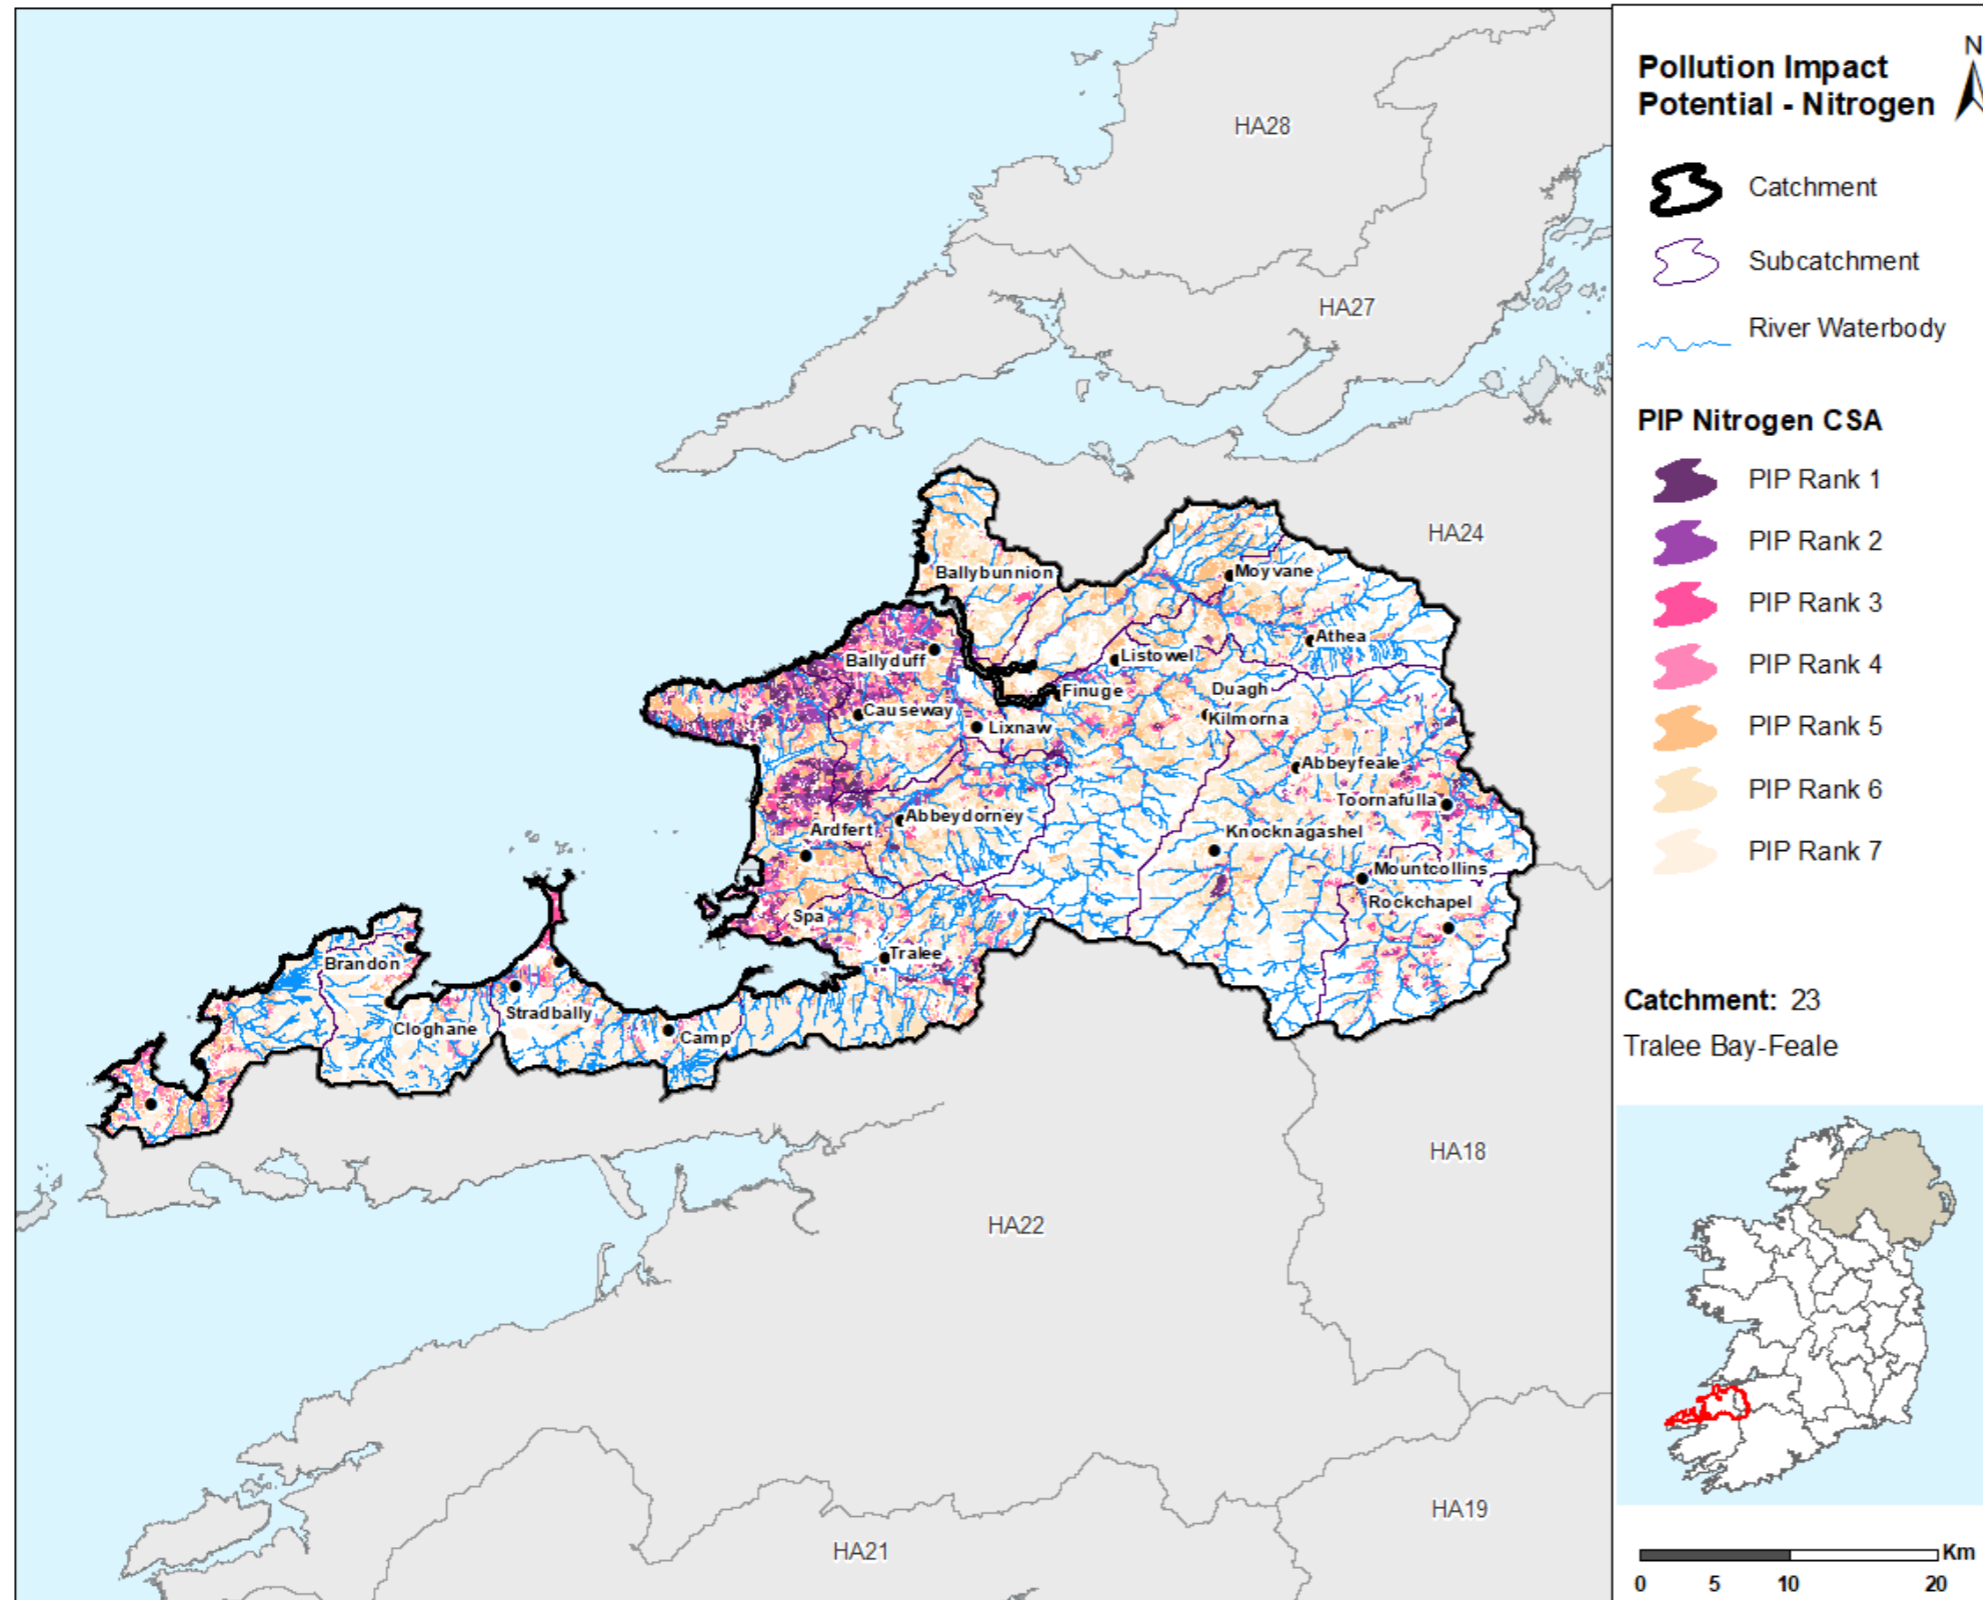 HA28
HA27
HA24
Ballybunnion
Moyvane
Athea
Ballyduff
Listowel
Finuge
Duagh
Causeway
Kilmorna
Lixnaw
Abbeyfeale
Toornafulla
Abbeydorney
Ardfert
Knocknagashel
Mountcollins
Rockchapel
Spa
Tralee
Brandon
Stradbally
Cloghane
Camp
HA18
HA22
HA19
HA21
Pollution Impact
Potential - Nitrogen
N
Catchment
Subcatchment
River Waterbody
PIP Nitrogen CSA
PIP Rank 1
PIP Rank 2
PIP Rank 3
PIP Rank 4
PIP Rank 5
PIP Rank 6
PIP Rank 7
Catchment: 23
Tralee Bay-Feale
Km
0 5 10 20